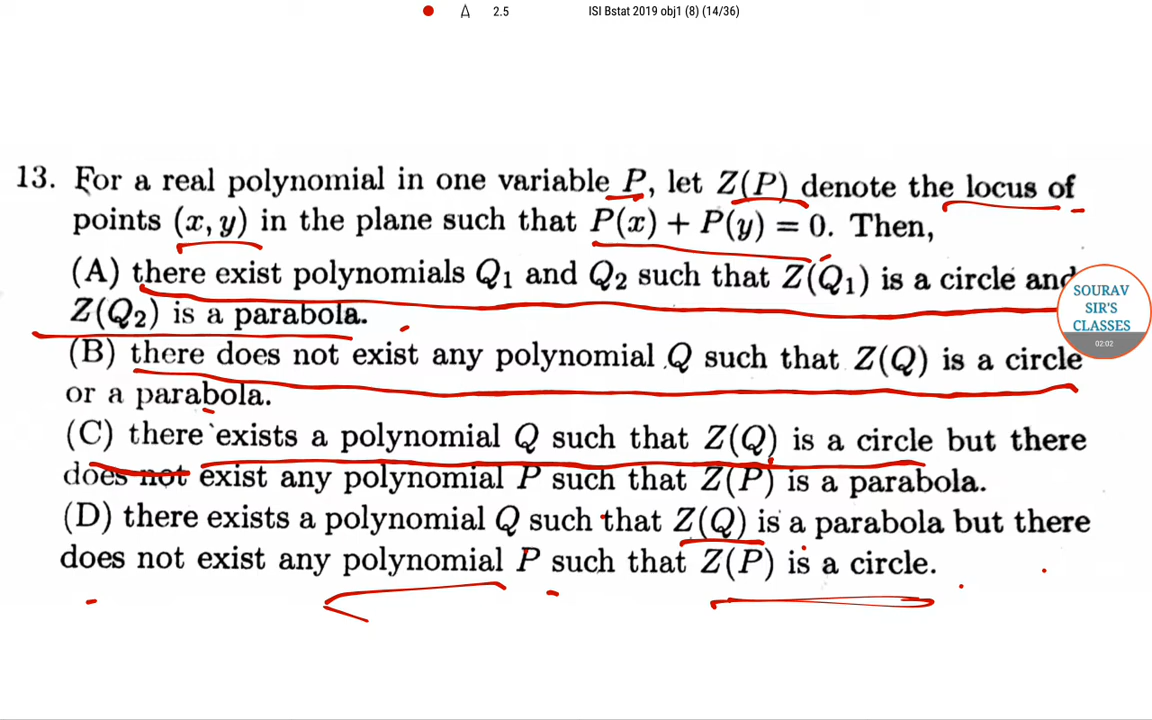 A 2.5 ISI Bstat 2019 obj1 (8) (14/36)
13. For a real polynomial in one variable P, let Z(P) denote the locus of
points (x, y) in the plane such that P(x) + P(y) = 0. Then,
(A) there exist polynomials Q₁ and Q₂ such that Z(Q₁) is a circle and
Z(Q₂) is a parabola.
(B) there does not exist any polynomial Q such that Z(Q) is a circle
or a parabola.
(C) there exists a polynomial Q such that Z(Q) is a circle but there
does not exist any polynomial P such that Z(P) is a parabola.
(D) there exists a polynomial Q such that Z(Q) is a parabola but there
does not exist any polynomial P such that Z(P) is a circle.
SOURAV
SIR'S
CLASSES
02:02